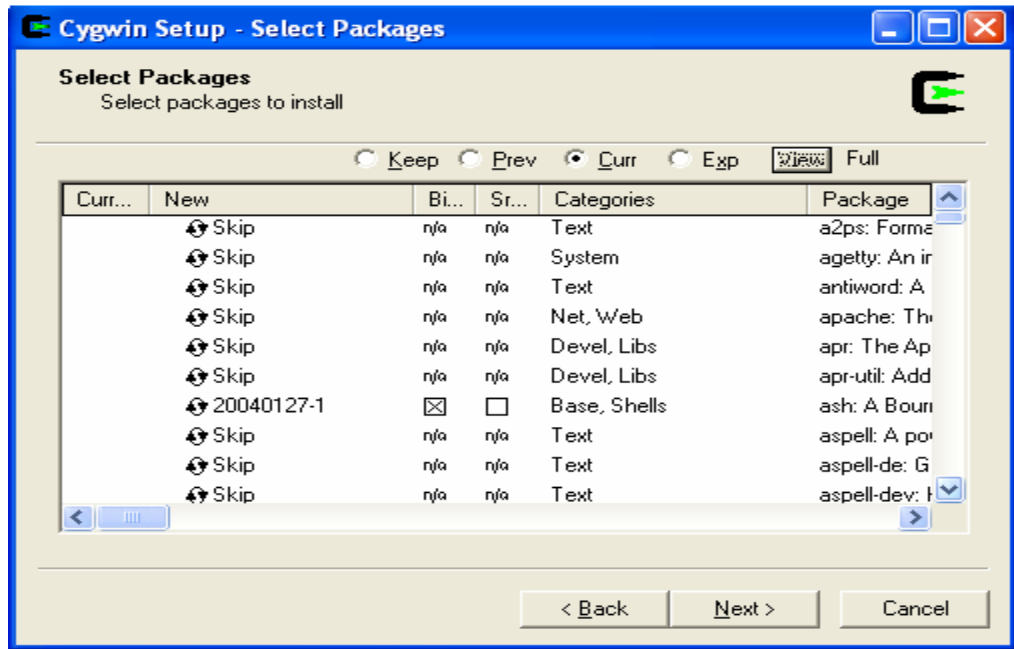 Cygwin Setup - Select Packages
Select Packages
Select packages to install
Keep Prev Curr Exp View Full
Curr... New Bi... Sr... Categories Package
Skip n/a n/a Text a2ps: Forma
Skip n/a n/a System agetty: An in
Skip n/a n/a Text antiword: A
Skip n/a n/a Net, Web apache: The
Skip n/a n/a Devel, Libs apr: The Ap
Skip n/a n/a Devel, Libs apr-util: Add
20040127-1 Base, Shells ash: A Bourn
Skip n/a n/a Text aspell: A pow
Skip n/a n/a Text aspell-de: G
Skip n/a n/a Text aspell-dev:
< Back Next > Cancel